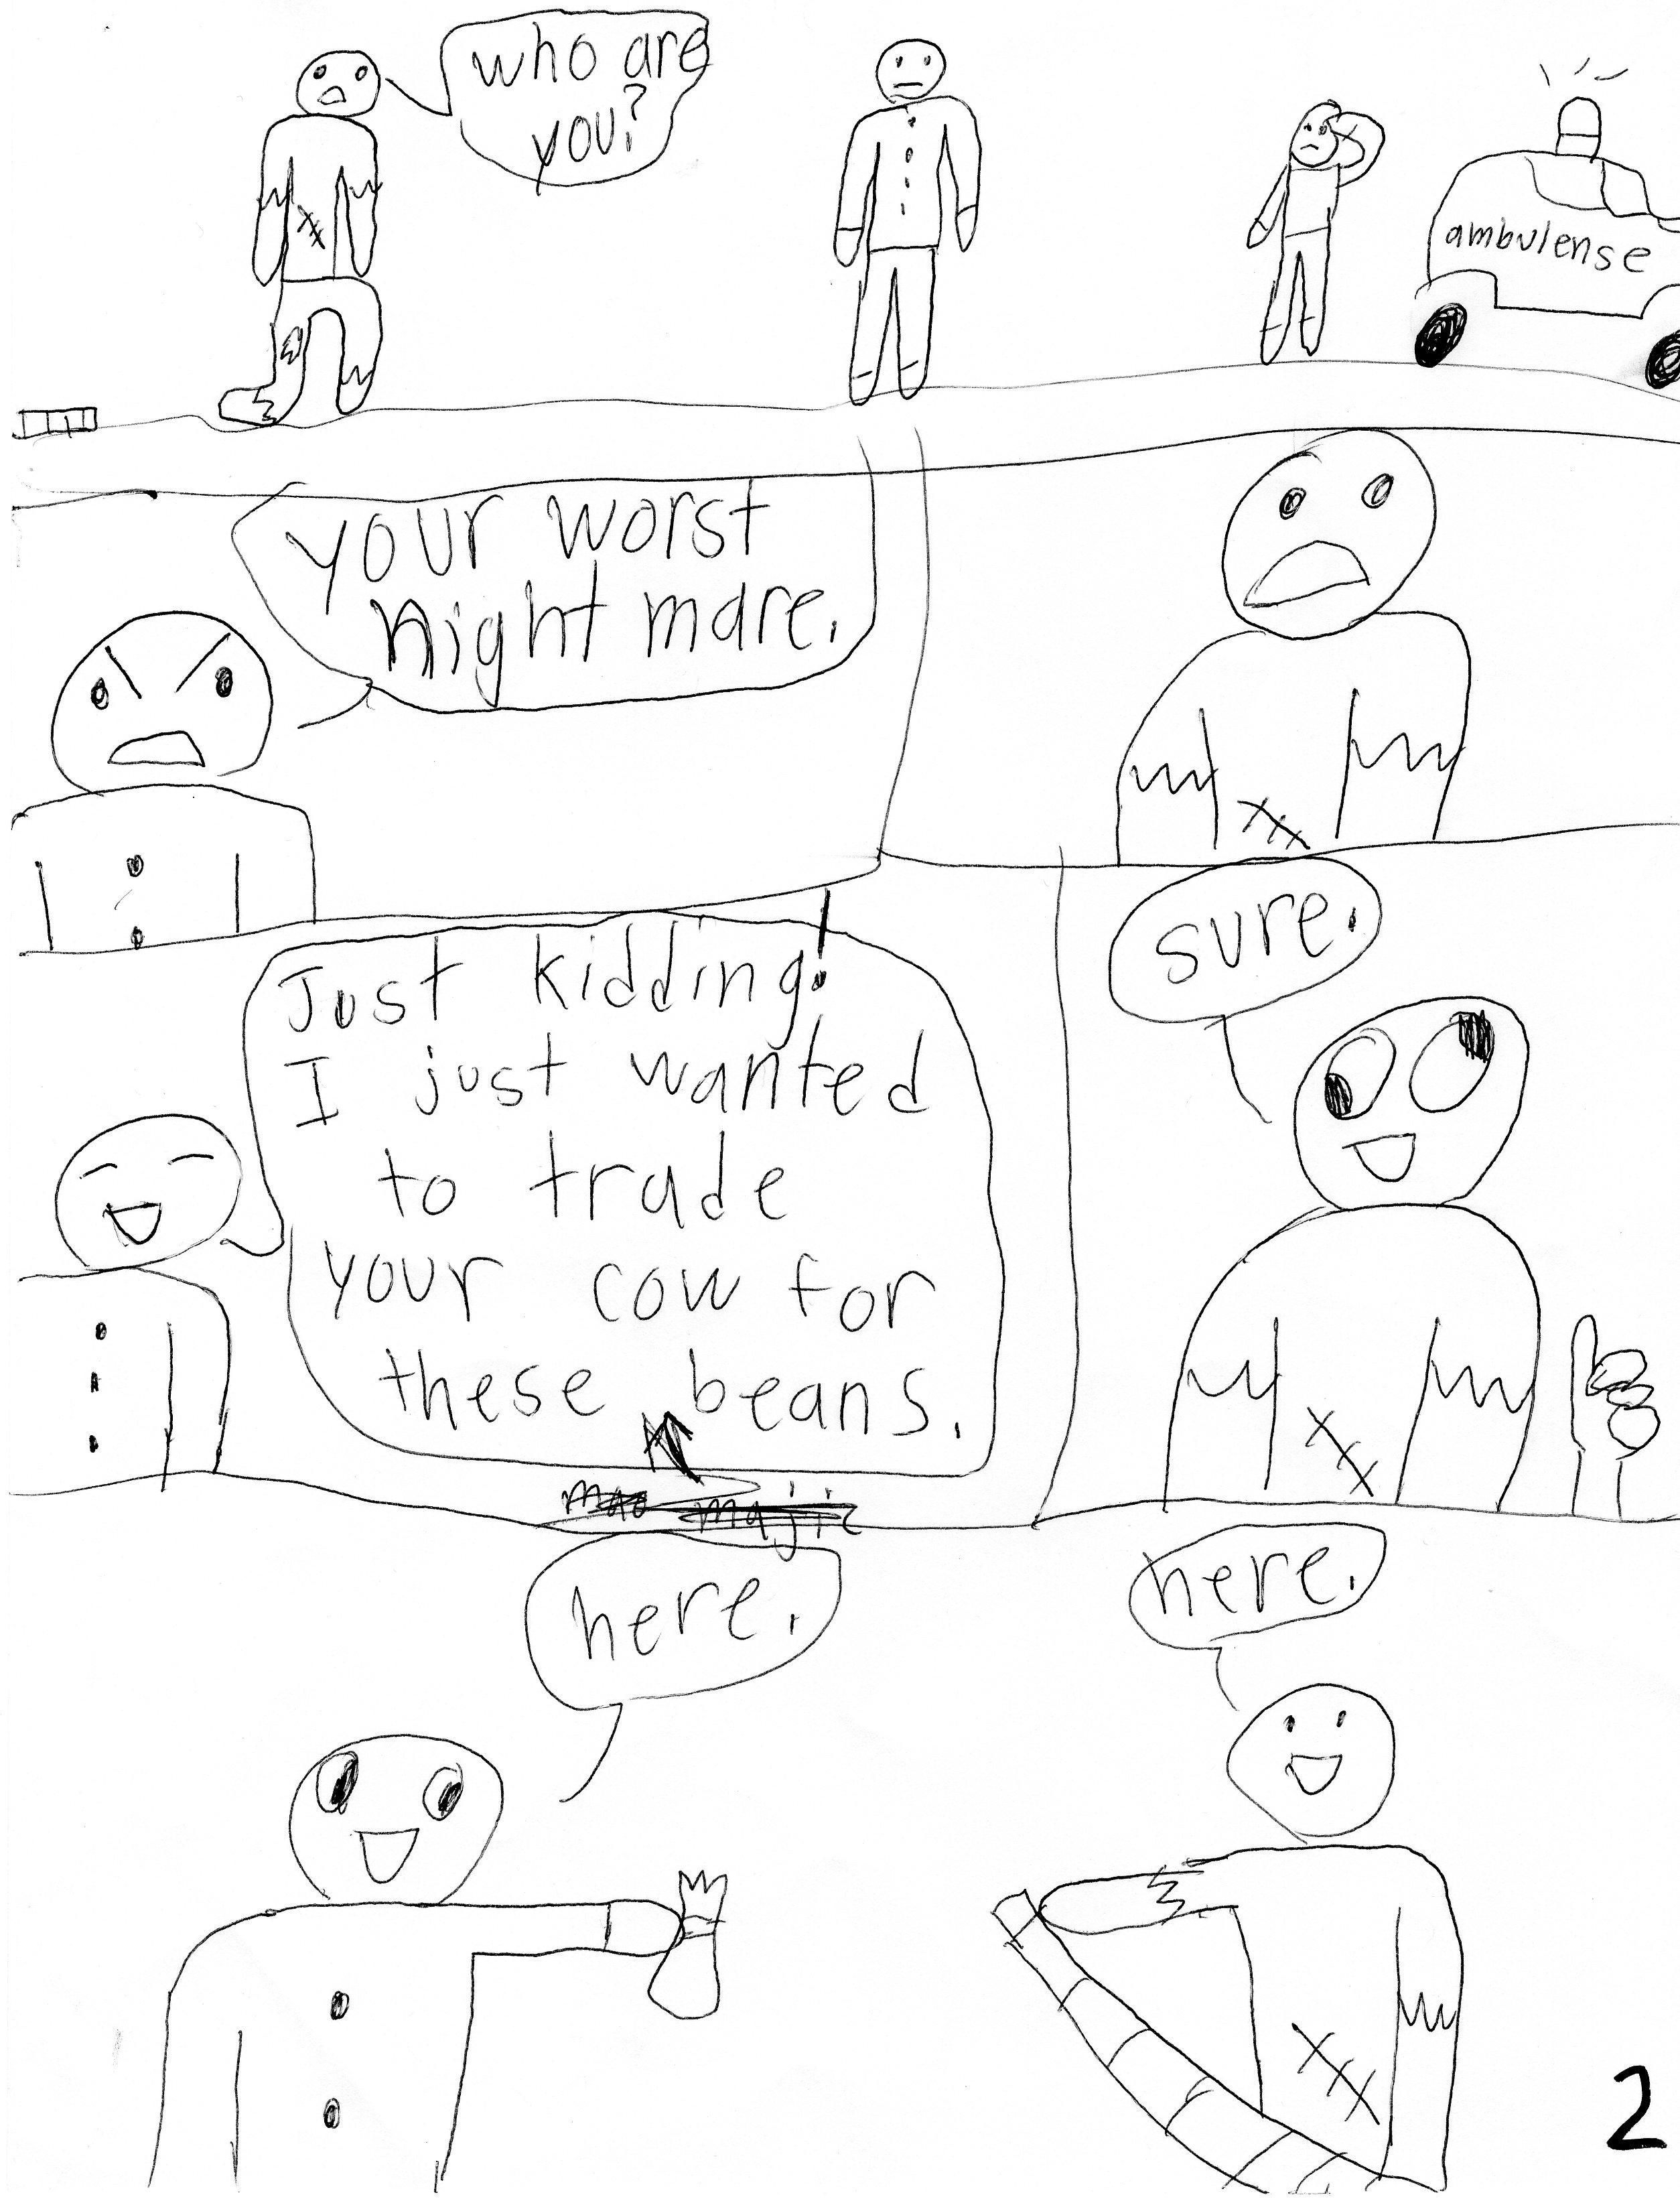 who are
you?
ambulense
your worst
night mare.
Just kidding!
I just wanted
to trade
your cow for
these beans.
majic
sure.
here.
here.
2